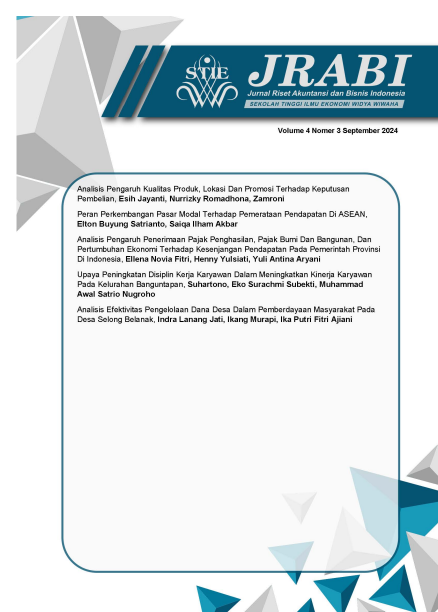 STIE
JRABI
Jurnal Riset Akuntansi dan Bisnis Indonesia
SEKOLAH TINGGI ILMU EKONOMI WIDYA WIWAHA
Volume 4 Nomer 3 September 2024
Analisis Pengaruh Kualitas Produk, Lokasi Dan Promosi Terhadap Keputusan
Pembelian, Esih Jayanti, Nurrizky Romadhona, Zamroni
Peran Perkembangan Pasar Modal Terhadap Pemerataan Pendapatan Di ASEAN,
Elton Buyung Satrianto, Saiqa Ilham Akbar
Analisis Pengaruh Penerimaan Pajak Penghasilan, Pajak Bumi Dan Bangunan, Dan
Pertumbuhan Ekonomi Terhadap Kesenjangan Pendapatan Pada Pemerintah Provinsi
Di Indonesia, Ellena Novia Fitri, Henny Yulsiati, Yuli Antina Aryani
Upaya Peningkatan Disiplin Kerja Karyawan Dalam Meningkatkan Kinerja Karyawan
Pada Kelurahan Banguntapan, Suhartono, Eko Surachmi Subekti, Muhammad
Awal Satrio Nugroho
Analisis Efektivitas Pengelolaan Dana Desa Dalam Pemberdayaan Masyarakat Pada
Desa Selong Belanak, Indra Lanang Jati, Ikang Murapi, Ika Putri Fitri Ajiani